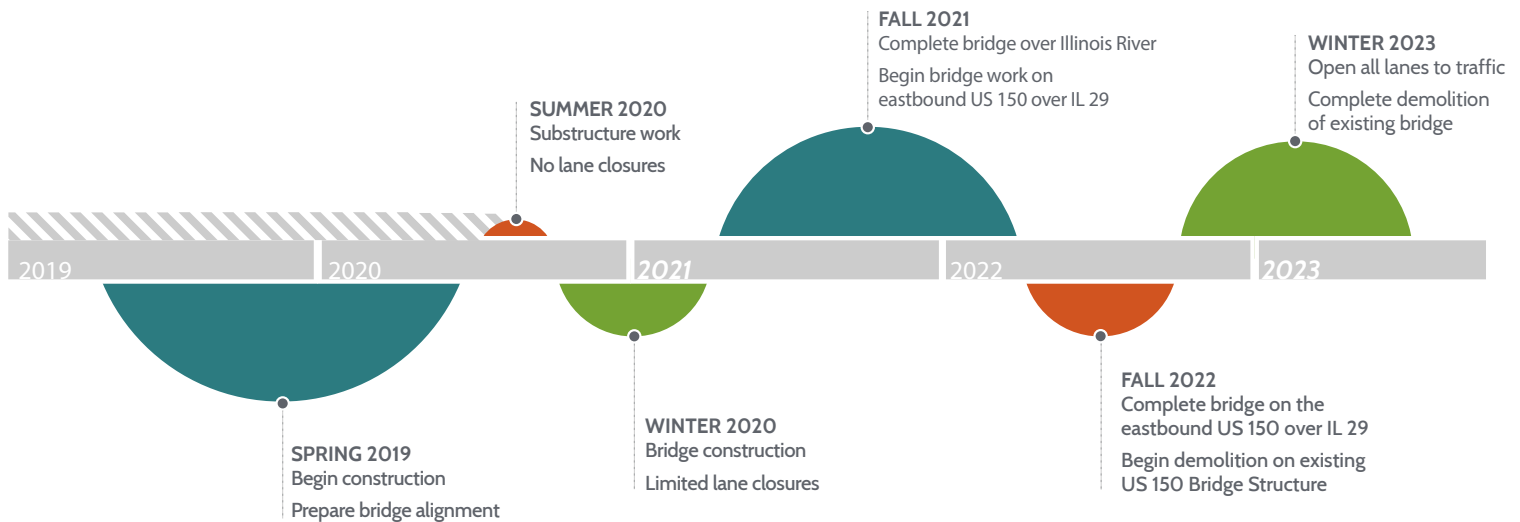 FALL 2021
Complete bridge over Illinois River
Begin bridge work on
eastbound US 150 over IL 29
WINTER 2023
Open all lanes to traffic
Complete demolition
of existing bridge
SUMMER 2020
Substructure work
No lane closures
2019
2020
2021
2022
2023
SPRING 2019
Begin construction
Prepare bridge alignment
WINTER 2020
Bridge construction
Limited lane closures
FALL 2022
Complete bridge on the
eastbound US 150 over IL 29
Begin demolition on existing
US 150 Bridge Structure